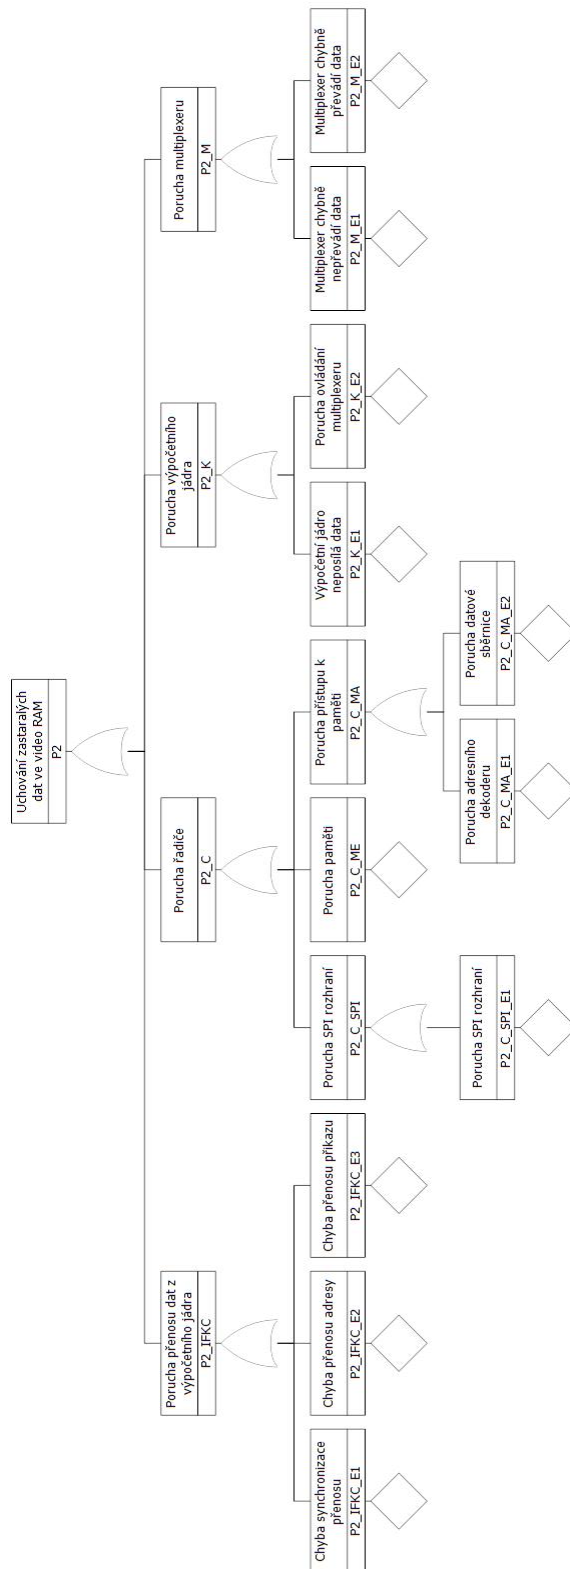 Uchování zastaralých
dat ve video RAM
P2
Porucha přenosu dat z
výpočetního jádra
P2_IFKC
Porucha řadiče
P2_C
Porucha výpočetního
jádra
P2_K
Porucha multiplexeru
P2_M
Chyba synchronizace
přenosu
P2_IFKC_E1
Chyba přenosu adresy
P2_IFKC_E2
Chyba přenosu příkazu
P2_IFKC_E3
Porucha SPI rozhraní
P2_C_SPI
Porucha paměti
P2_C_ME
Porucha přístupu k
paměti
P2_C_MA
Výpočetní jádro
neposílá data
P2_K_E1
Porucha ovládání
multiplexeru
P2_K_E2
Multiplexer chybně
nepřevádí data
P2_M_E1
Multiplexer chybně
převádí data
P2_M_E2
Porucha SPI rozhraní
P2_C_SPI_E1
Porucha adresního
dekoderu
P2_C_MA_E1
Porucha datové
sběrnice
P2_C_MA_E2